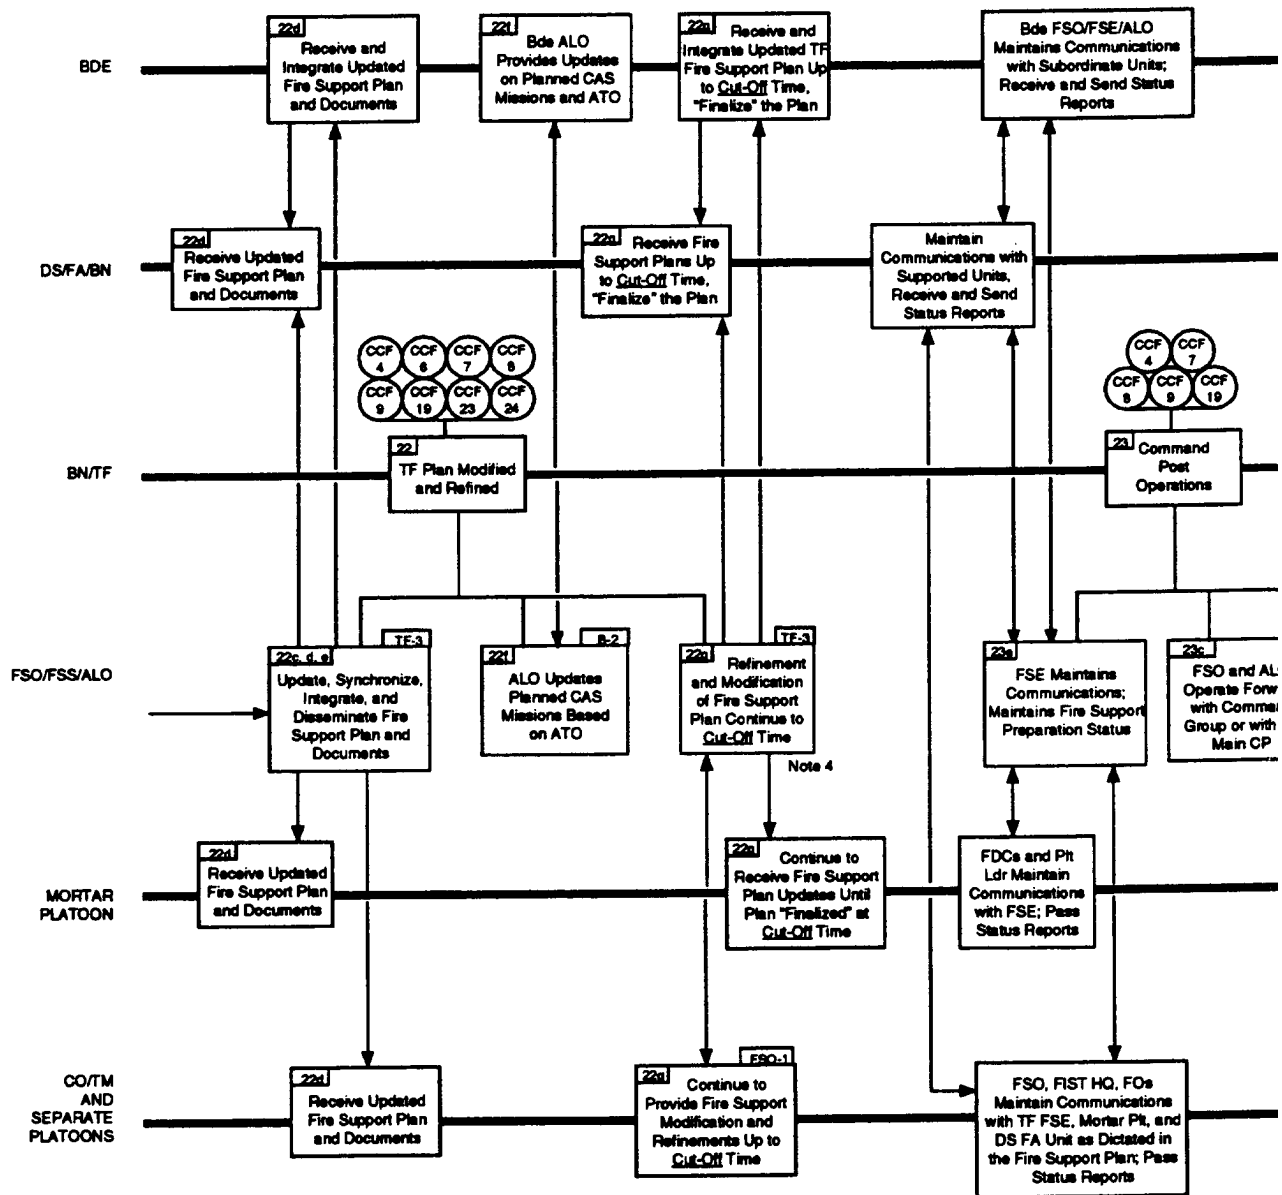 BDE
22d
Receive and
Integrate Updated
Fire Support Plan
and Documents
22f
Bde ALO
Provides Updates
on Planned CAS
Missions and ATO
22g
Receive and
Integrate Updated TF
Fire Support Plan Up
to Cut-Off Time,
"Finalize" the Plan
Bde FSO/FSE/ALO
Maintains Communications
with Subordinate Units;
Receive and Send Status
Reports
DS/FA/BN
22d
Receive Updated
Fire Support Plan
and Documents
22g
Receive Fire
Support Plans Up
to Cut-Off Time,
"Finalize" the Plan
Maintain
Communications with
Supported Units,
Receive and Send
Status Reports
CCF
4
CCF
6
CCF
7
CCF
8
CCF
9
CCF
19
CCF
23
CCF
24
CCF
4
CCF
7
CCF
8
CCF
9
CCF
19
BN/TF
22
TF Plan Modified
and Refined
23
Command
Post
Operations
FSO/FSS/ALO
TF-3
22c, d, e
Update, Synchronize,
Integrate, and
Disseminate Fire
Support Plan and
Documents
B-2
22f
ALO Updates
Planned CAS
Missions Based
on ATO
TF-3
22g
Refinement
and Modification
of Fire Support
Plan Continue to
Cut-Off Time
Note 4
23e
FSE Maintains
Communications;
Maintains Fire Support
Preparation Status
23c
FSO and AL
Operate Forw
with Comma
Group or with
Main CP
MORTAR
PLATOON
22d
Receive Updated
Fire Support Plan
and Documents
22g
Continue to
Receive Fire Support
Plan Updates Until
Plan "Finalized" at
Cut-Off Time
FDCs and Plt
Ldr Maintain
Communications
with FSE; Pass
Status Reports
CO/TM
AND
SEPARATE
PLATOONS
22d
Receive Updated
Fire Support Plan
and Documents
FSO-1
22g
Continue to
Provide Fire Support
Modification and
Refinements Up to
Cut-Off Time
FSO, FIST HQ, FOs
Maintain Communications
with TF FSE, Mortar Plt, and
DS FA Unit as Dictated in
the Fire Support Plan; Pass
Status Reports